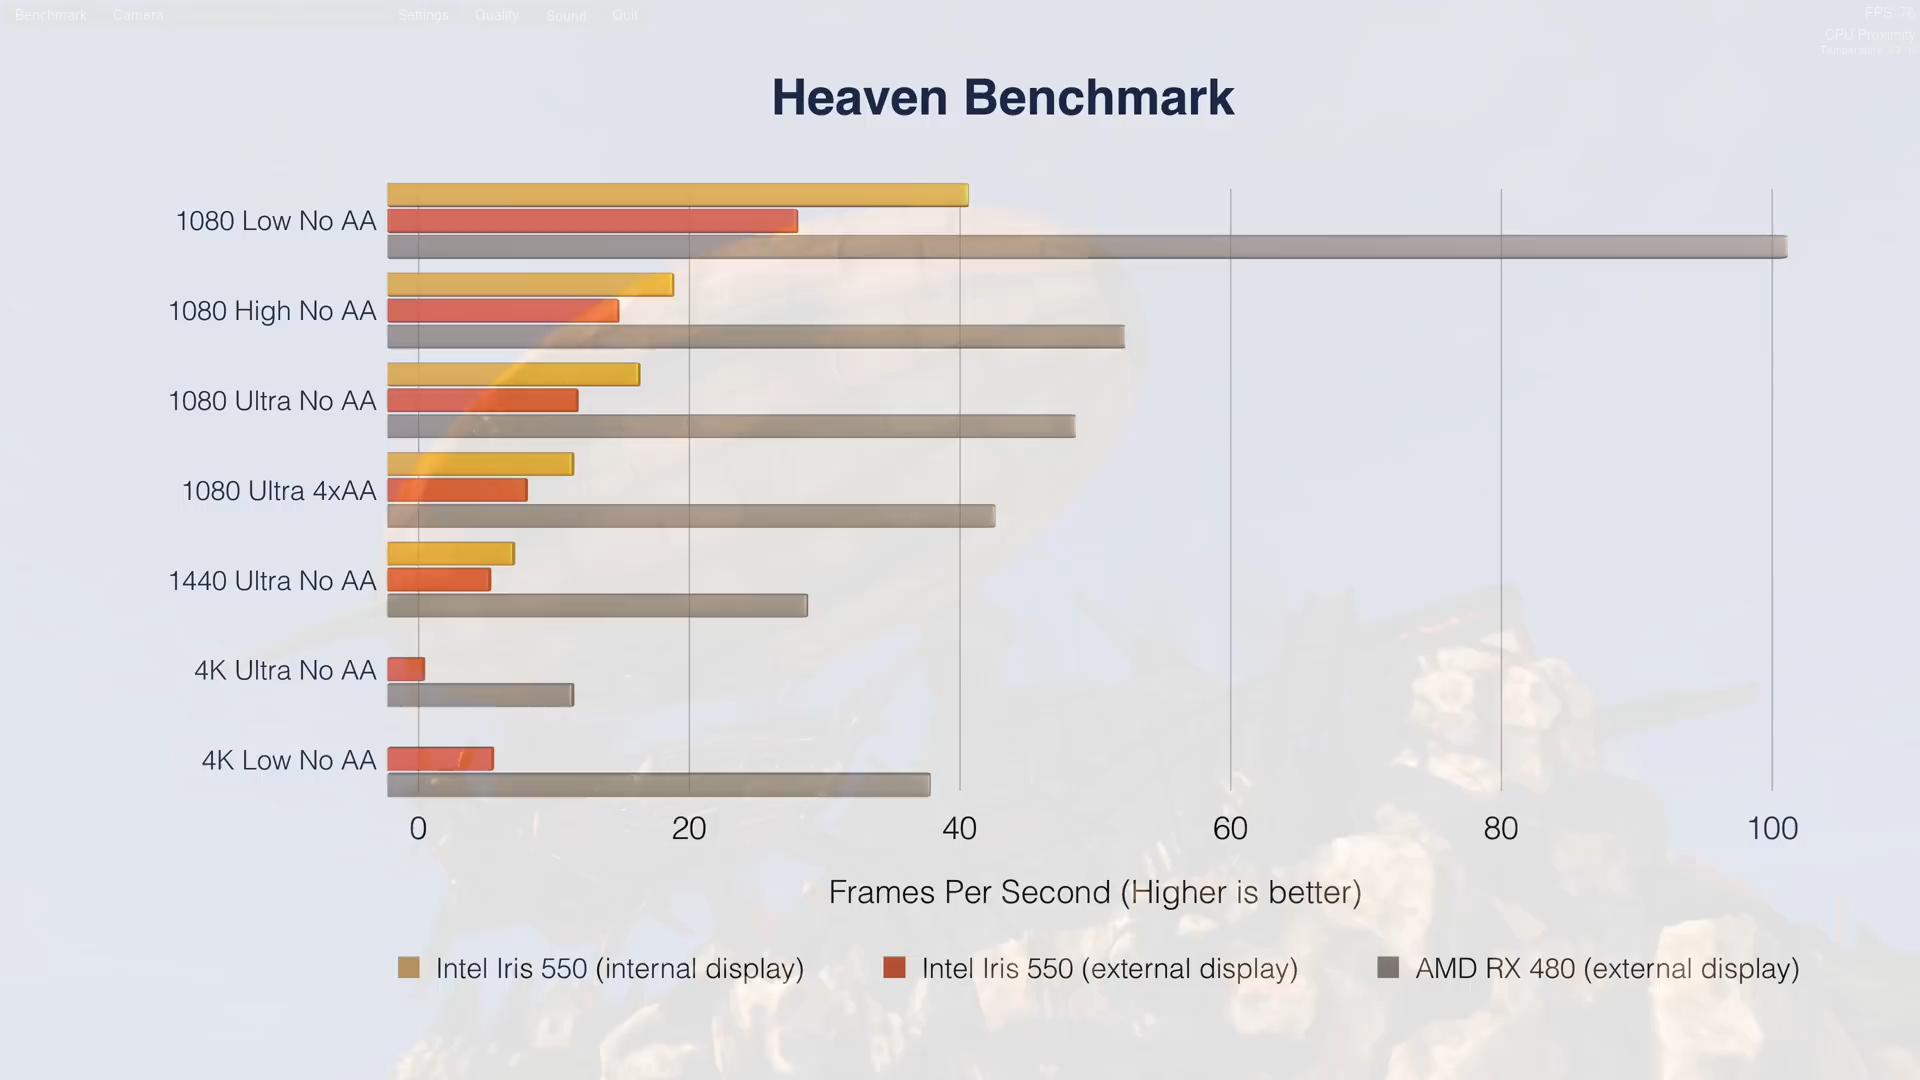 Benchmark Camera Settings Quality Sound Quit
CPU Proximity
Heaven Benchmark
1080 Low No AA
1080 High No AA
1080 Ultra No AA
1080 Ultra 4xAA
1440 Ultra No AA
4K Ultra No AA
4K Low No AA
0 20 40 60 80 100
Frames Per Second (Higher is better)
Intel Iris 550 (internal display) Intel Iris 550 (external display) AMD RX 480 (external display)